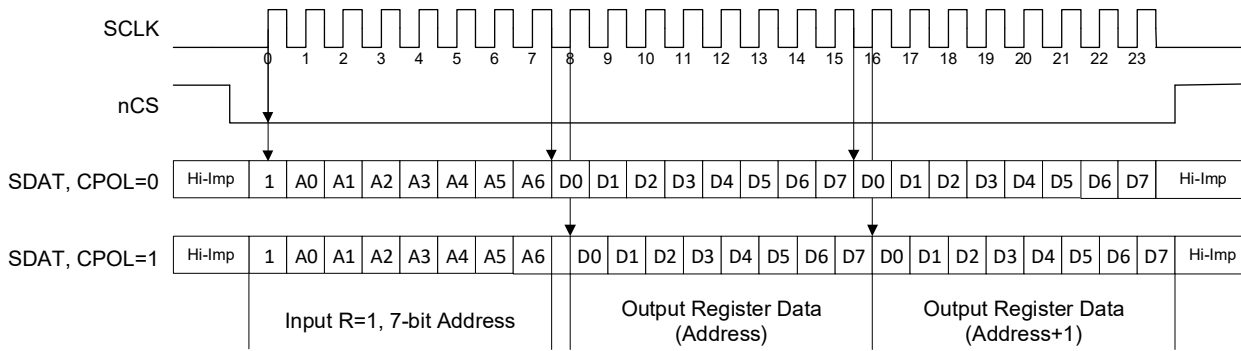 SCLK
0 1 2 3 4 5 6 7 8 9 10 11 12 13 14 15 16 17 18 19 20 21 22 23
nCS
SDAT, CPOL=0 Hi-Imp 1 A0 A1 A2 A3 A4 A5 A6 D0 D1 D2 D3 D4 D5 D6 D7 D0 D1 D2 D3 D4 D5 D6 D7 Hi-Imp
SDAT, CPOL=1 Hi-Imp 1 A0 A1 A2 A3 A4 A5 A6 D0 D1 D2 D3 D4 D5 D6 D7 D0 D1 D2 D3 D4 D5 D6 D7 Hi-Imp
Input R=1, 7-bit Address
Output Register Data
(Address)
Output Register Data
(Address+1)